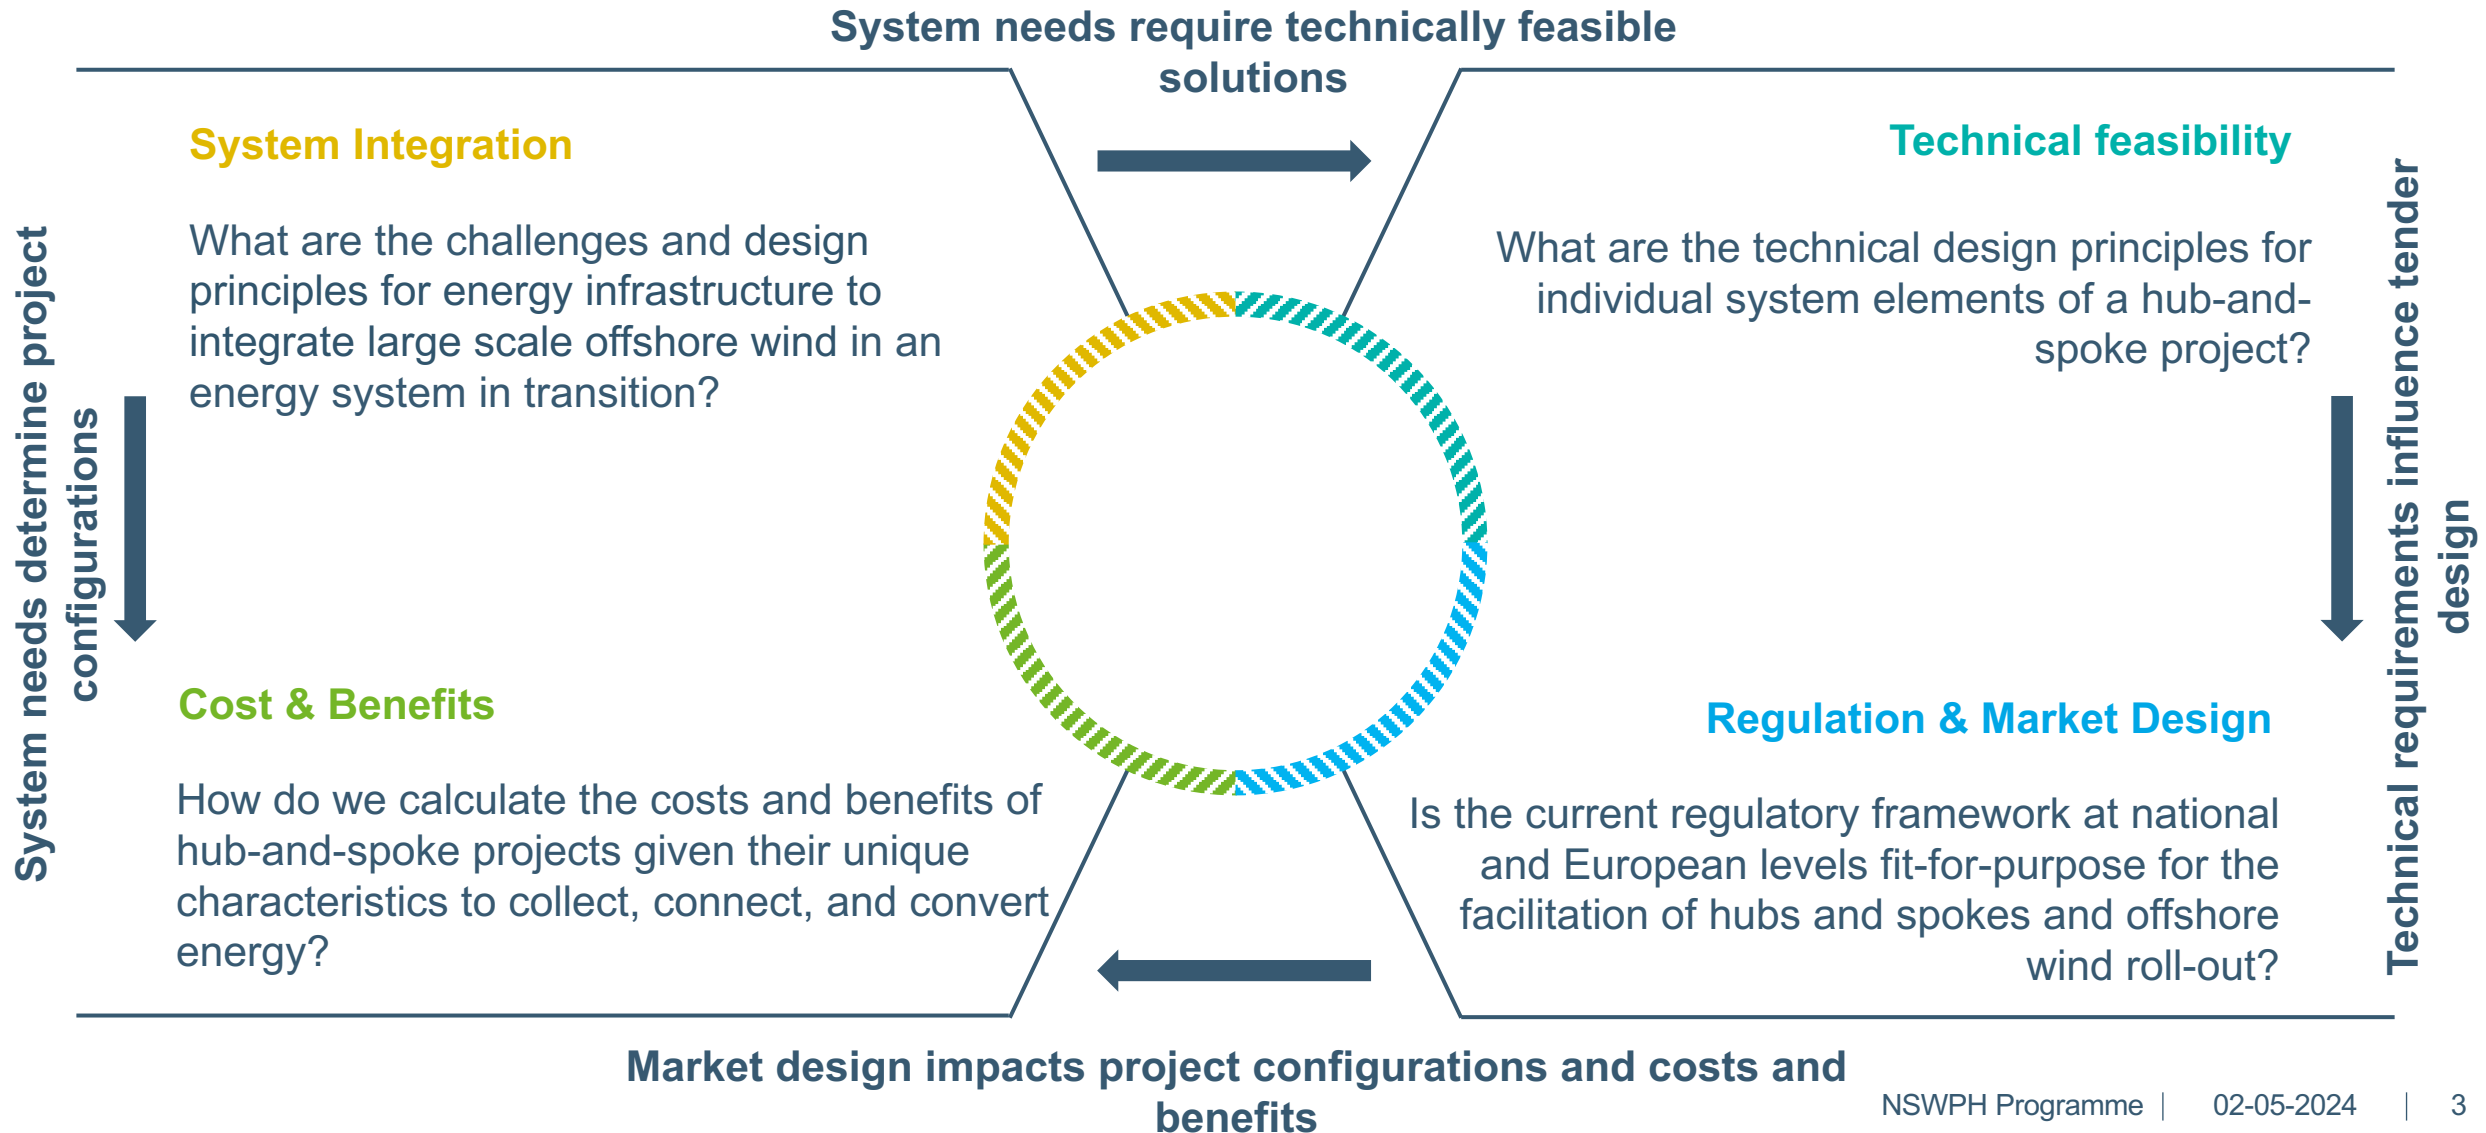 System needs require technically feasible
solutions
System Integration
What are the challenges and design
principles for energy infrastructure to
integrate large scale offshore wind in an
energy system in transition?
Technical feasibility
What are the technical design principles for
individual system elements of a hub-and-
spoke project?
System needs determine project
configurations
Technical requirements influence tender
design
Cost & Benefits
How do we calculate the costs and benefits of
hub-and-spoke projects given their unique
characteristics to collect, connect, and convert
energy?
Regulation & Market Design
Is the current regulatory framework at national
and European levels fit-for-purpose for the
facilitation of hubs and spokes and offshore
wind roll-out?
Market design impacts project configurations and costs and
benefits
NSWPH Programme | 02-05-2024 | 3